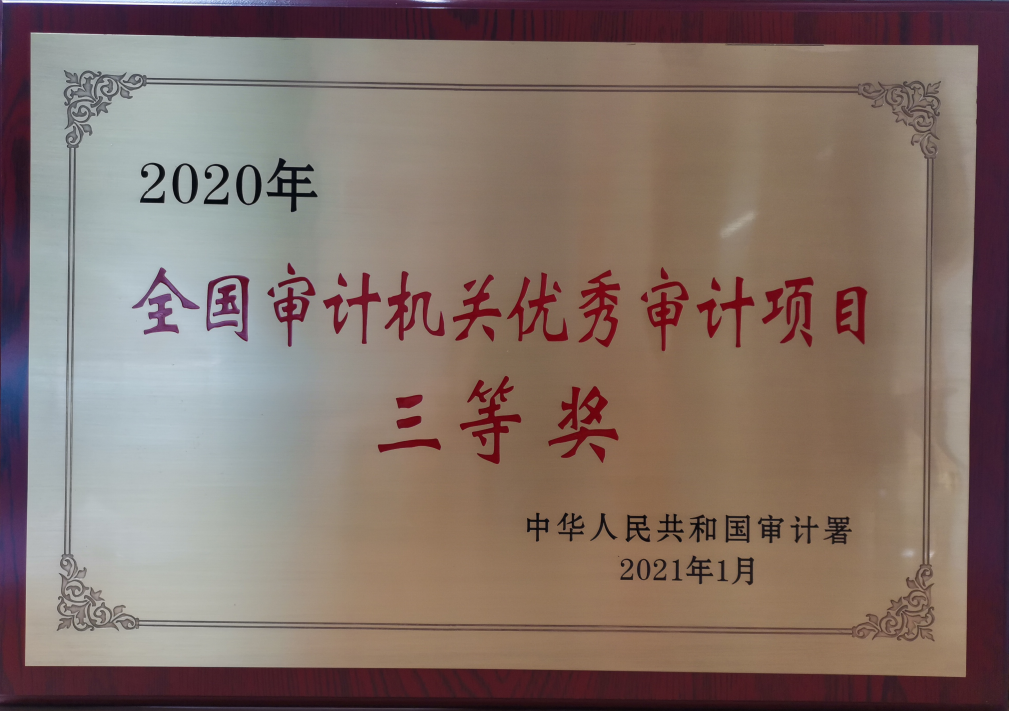 2020年
全国审计机关优秀审计项目
三等奖
中华人民共和国审计署
2021年1月